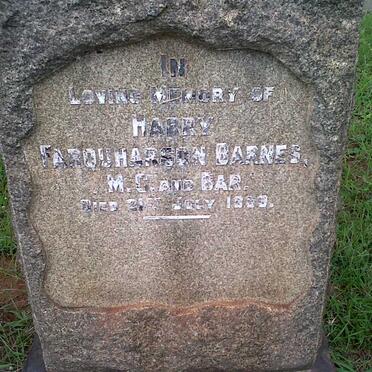 IN
LOVING MEMORY OF
HARRY
FARQUHARSON BARNES,
M.C. AND BAR.
DIED 21ST JULY 1939.